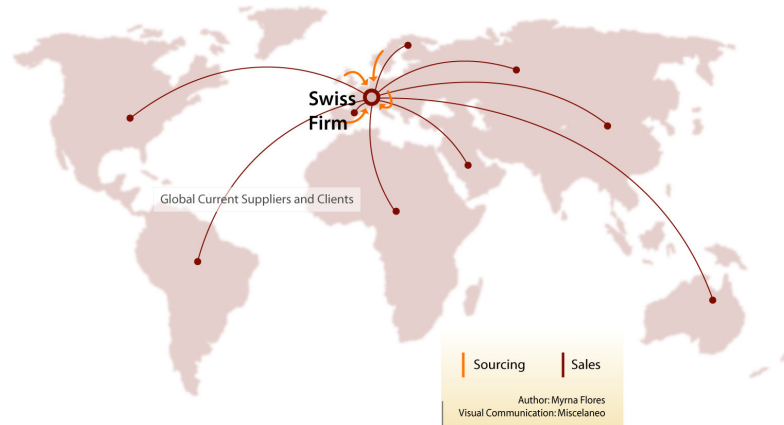 Swiss
Firm
Global Current Suppliers and Clients
Sourcing
Sales
Author: Myrna Flores
Visual Communication: Miscelaneo